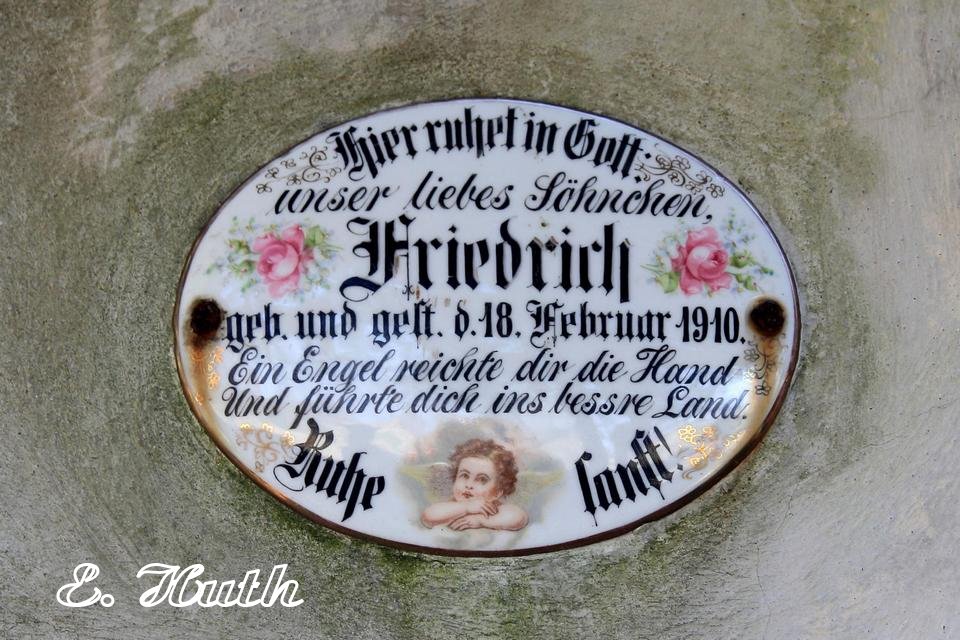 Hier ruhet in Gott:
unser liebes Söhnchen,
Friedrich
geb. und gest. d. 18. Februar 1910.
Ein Engel reichte dir die Hand
Und führte dich ins bessre Land.
Ruhe sanft!
E. Huth